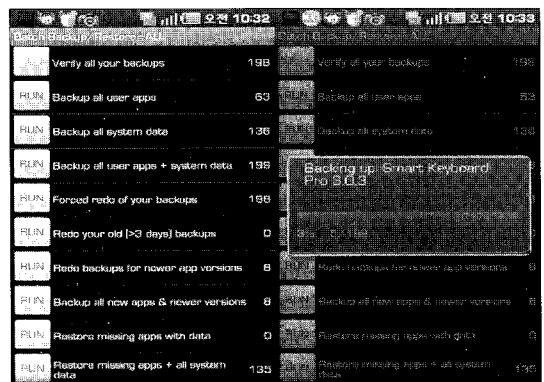 오전 10:32
Batch Backup/Restore: ALL
Verify all your backups 198
RUN Backup all user apps 63
RUN Backup all system data 136
RUN Backup all user apps + system data 199
RUN Forced redo of your backups 198
RUN Redo your old (>3 days) backups 0
RUN Redo backups for newer app versions 6
RUN Backup all new apps & newer versions 8
RUN Restore missing apps with data 0
RUN Restore missing apps + all system data 135
오전 10:33
Verify all your backups 198
RUN Backup all user apps 63
Backup all system data 136
Backing up: Smart Keyboard Pro 3.0.3
Redo backups for newer app versions 6
Backup all new apps & newer versions 8
Restore missing apps with data 0
Restore missing apps + all system data 135